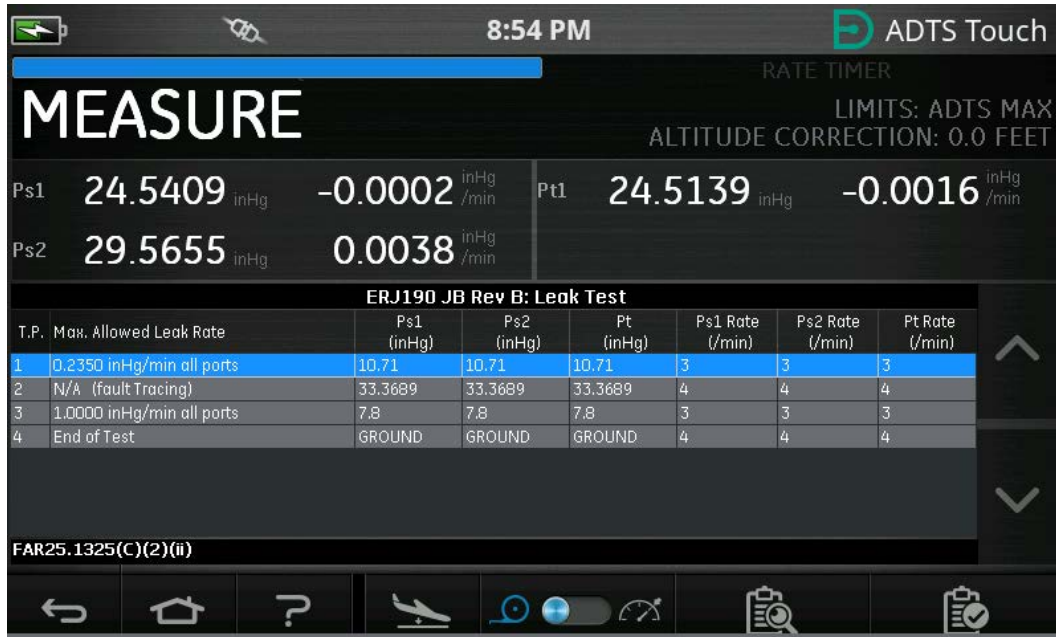 8:54 PM ADTS Touch
RATE TIMER
MEASURE
LIMITS: ADTS MAX
ALTITUDE CORRECTION: 0.0 FEET
Ps1 24.5409 inHg -0.0002 inHg/min Pt1 24.5139 inHg -0.0016 inHg/min
Ps2 29.5655 inHg 0.0038 inHg/min
ERJ190 JB Rev B: Leak Test
T.P. Max. Allowed Leak Rate Ps1 (inHg) Ps2 (inHg) Pt (inHg) Ps1 Rate (/min) Ps2 Rate (/min) Pt Rate (/min)
1 0.2350 inHg/min all ports 10.71 10.71 10.71 3 3 3
2 N/A (fault Tracing) 33.3689 33.3689 33.3689 4 4 4
3 1.0000 inHg/min all ports 7.8 7.8 7.8 3 3 3
4 End of Test GROUND GROUND GROUND 4 4 4
FAR25.1325(C)(2)(ii)
?